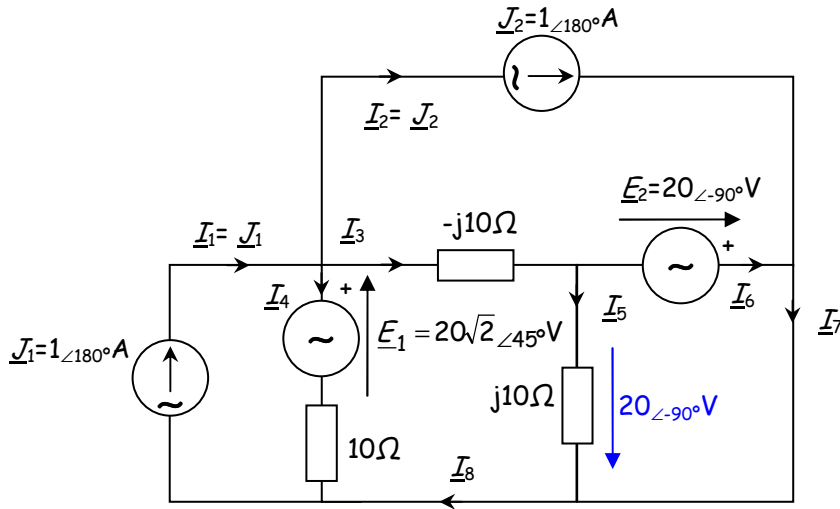 J₂=1∠180°A
I₂= J₂
E₂=20∠-90°V
I₁= J₁
I₃
-j10Ω
+
I₄
+
I₆
I₅
E₁ = 20√2∠45°V
I₇
J₁=1∠180°A
j10Ω
20∠-90°V
10Ω
I₈